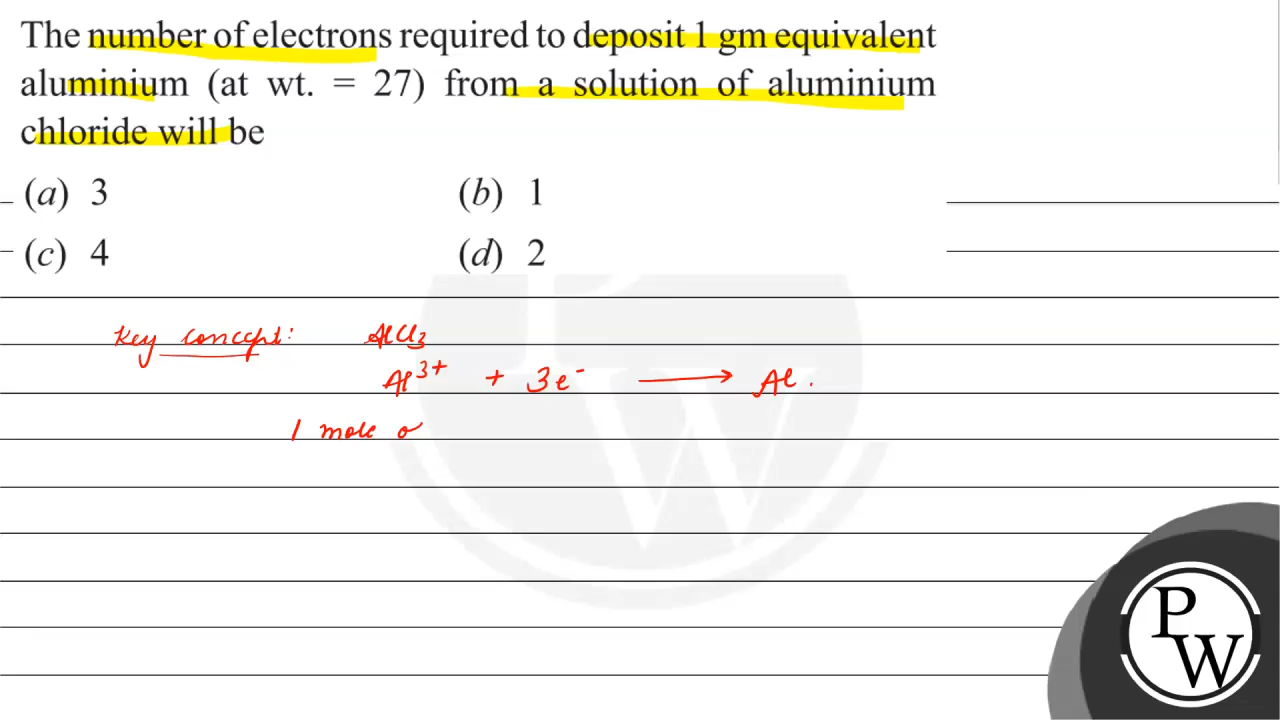 The number of electrons required to deposit 1 gm equivalent
aluminium (at wt. = 27) from a solution of aluminium
chloride will be
(a) 3 (b) 1
(c) 4 (d) 2
Key concept: AlCl3
Al3+ + 3e- → Al.
1 mole o
P
W